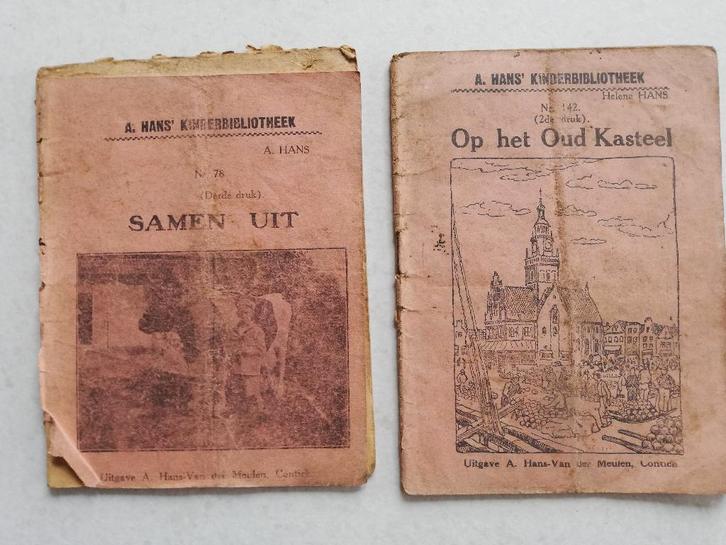 A. HANS' KINDERBIBLIOTHEEK
A. HANS
Nr 78
(Derde druk)
SAMEN UIT
Uitgave A. Hans-Van der Meulen, Contich
A. HANS' KINDERBIBLIOTHEEK
Helene HANS
Nr. 142.
(2de druk).
Op het Oud Kasteel
Uitgave A. Hans-Van der Meulen, Contich